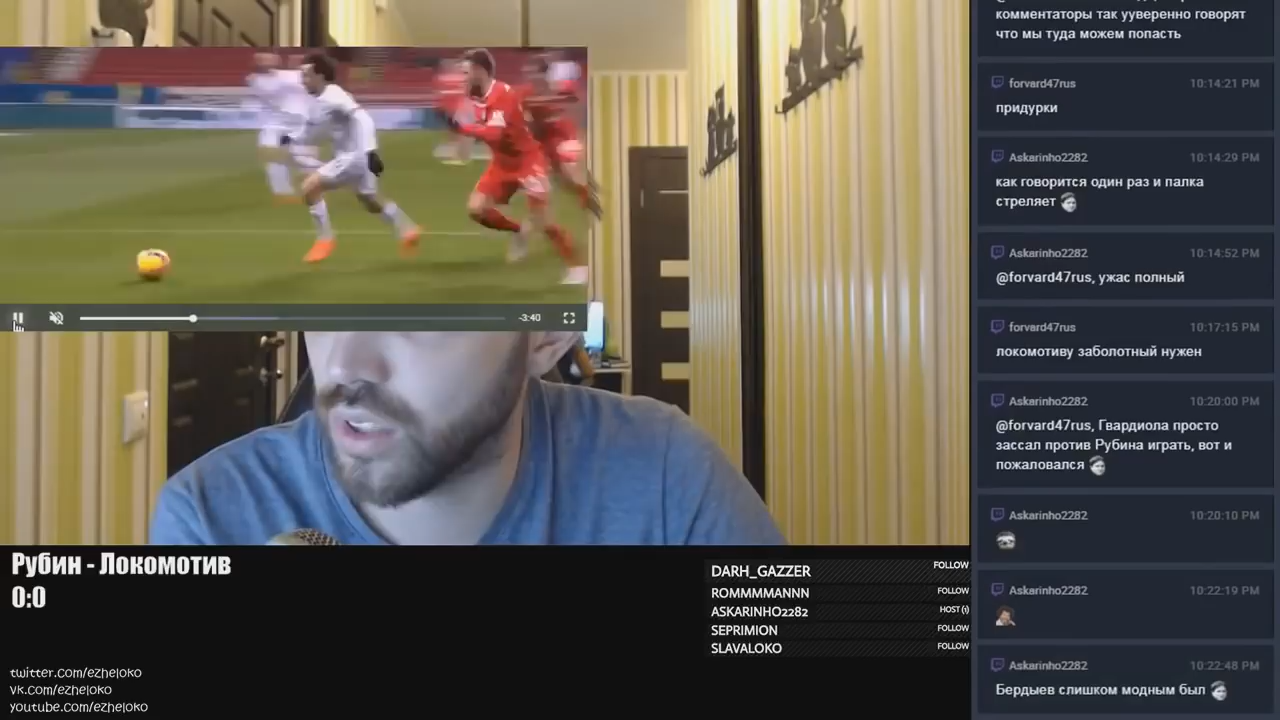 комментаторы так ууверенно говорят
что мы туда можем попасть
forvard47rus 10:14:21 PM
придурки
Askarinho2282 10:14:29 PM
как говорится один раз и палка
стреляет
Askarinho2282 10:14:52 PM
@forvard47rus, ужас полный
forvard47rus 10:17:15 PM
локомотиву заболотный нужен
Askarinho2282 10:20:00 PM
@forvard47rus, Гвардиола просто
зассал против Рубина играть, вот и
пожаловался
Askarinho2282 10:20:10 PM
Askarinho2282 10:22:19 PM
Askarinho2282 10:22:48 PM
Бердыев слишком модным был
-3:40
Рубин - Локомотив
0:0
DARH_GAZZER FOLLOW
ROMMMMANNN FOLLOW
ASKARINHO2282 HOST (1)
SEPRIMION FOLLOW
SLAVALOKO FOLLOW
twitter.com/ezheloko
vk.com/ezheloko
youtube.com/ezheloko